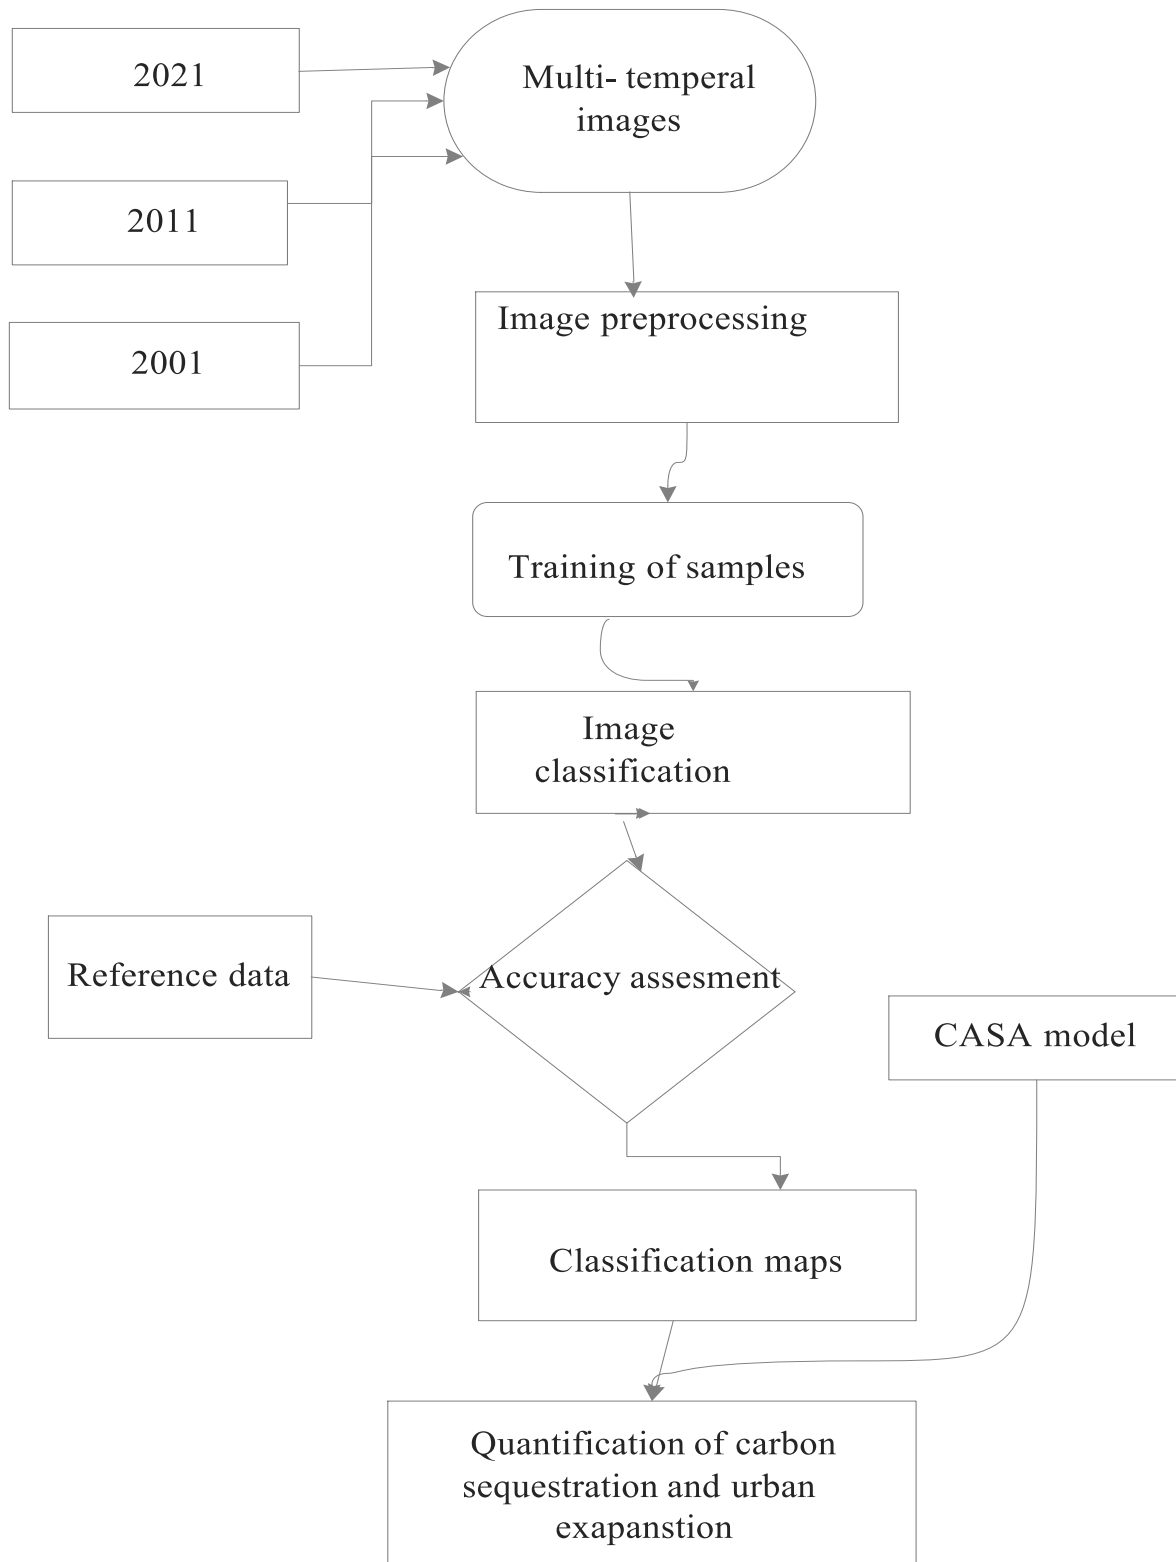 2021
Multi- temperal
images
2011
2001
Image preprocessing
Training of samples
Image
classification
Reference data
Accuracy assesment
CASA model
Classification maps
Quantification of carbon
sequestration and urban
exapanstion